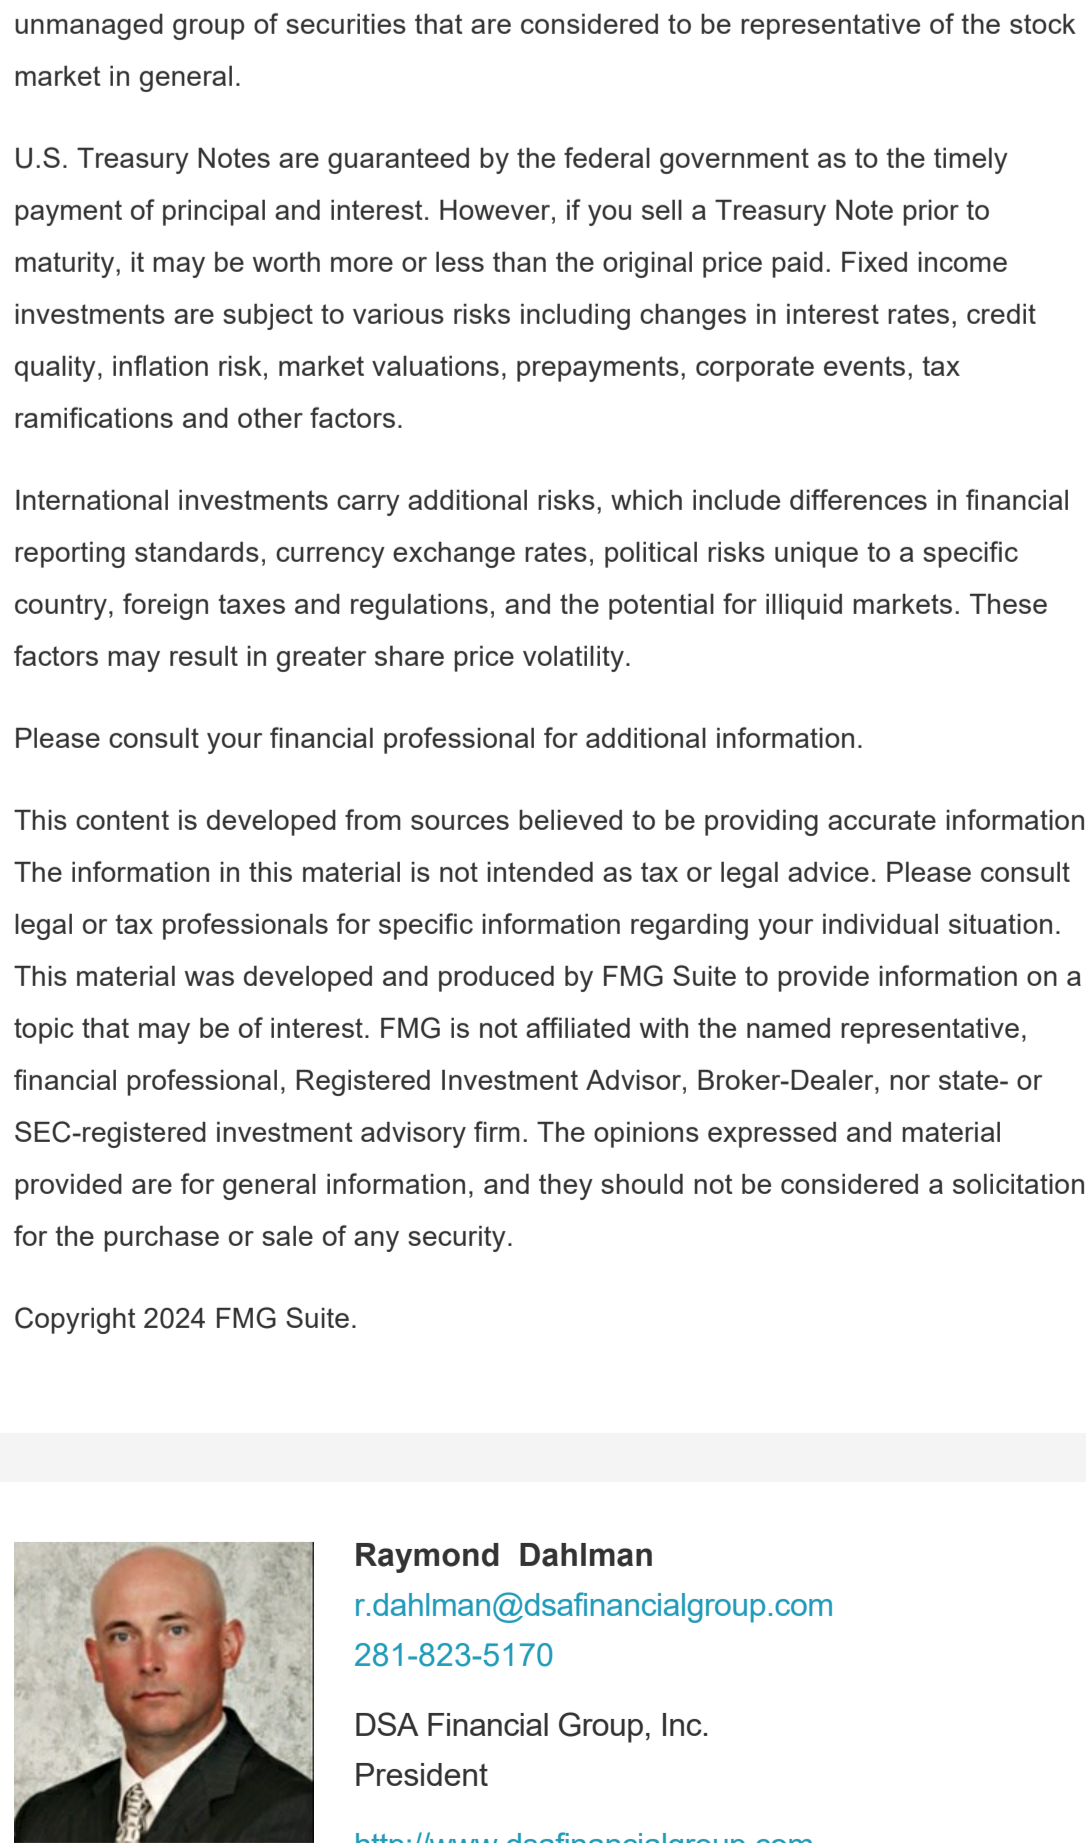 unmanaged group of securities that are considered to be representative of the stock
market in general.
U.S. Treasury Notes are guaranteed by the federal government as to the timely
payment of principal and interest. However, if you sell a Treasury Note prior to
maturity, it may be worth more or less than the original price paid. Fixed income
investments are subject to various risks including changes in interest rates, credit
quality, inflation risk, market valuations, prepayments, corporate events, tax
ramifications and other factors.
International investments carry additional risks, which include differences in financial
reporting standards, currency exchange rates, political risks unique to a specific
country, foreign taxes and regulations, and the potential for illiquid markets. These
factors may result in greater share price volatility.
Please consult your financial professional for additional information.
This content is developed from sources believed to be providing accurate information
The information in this material is not intended as tax or legal advice. Please consult
legal or tax professionals for specific information regarding your individual situation.
This material was developed and produced by FMG Suite to provide information on a
topic that may be of interest. FMG is not affiliated with the named representative,
financial professional, Registered Investment Advisor, Broker-Dealer, nor state- or
SEC-registered investment advisory firm. The opinions expressed and material
provided are for general information, and they should not be considered a solicitation
for the purchase or sale of any security.
Copyright 2024 FMG Suite.
Raymond Dahlman
r.dahlman@dsafinancialgroup.com
281-823-5170
DSA Financial Group, Inc.
President
http://www.dsafinancialgroup.com